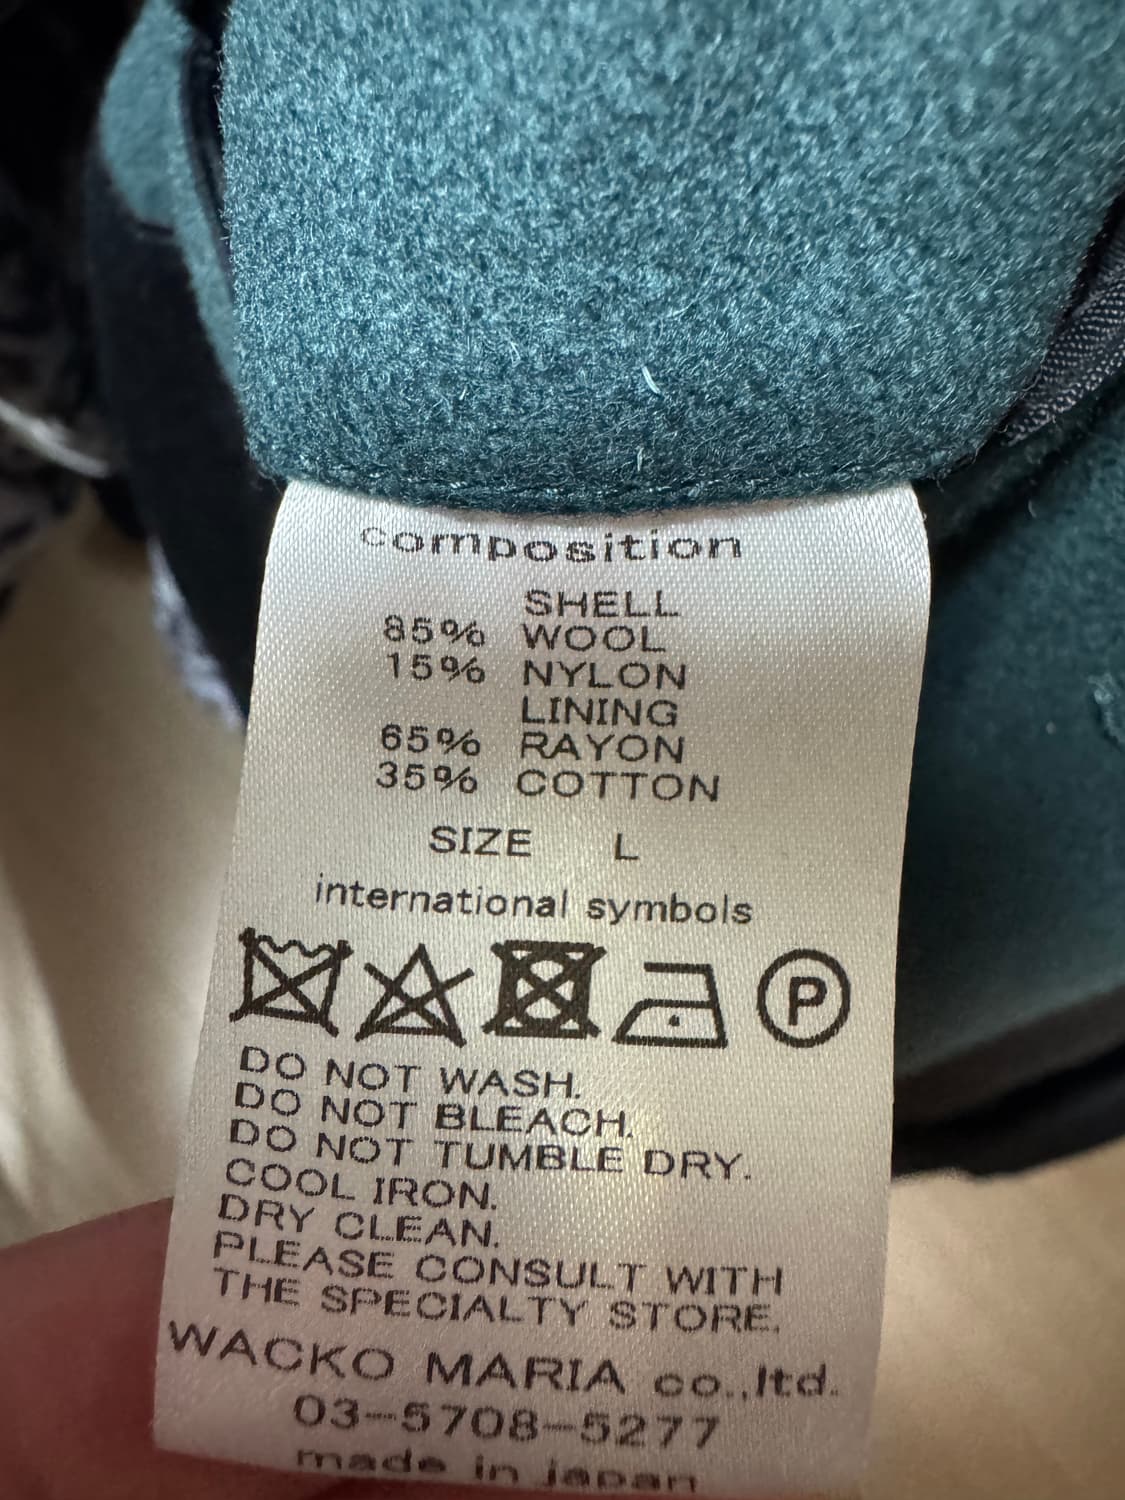 composition
SHELL
85% WOOL
15% NYLON
LINING
65% RAYON
35% COTTON
SIZE L
international symbols
P
DO NOT WASH.
DO NOT BLEACH.
DO NOT TUMBLE DRY.
COOL IRON.
DRY CLEAN.
PLEASE CONSULT WITH
THE SPECIALTY STORE.
WACKO MARIA co.,ltd.
03-5708-5277
made in japan